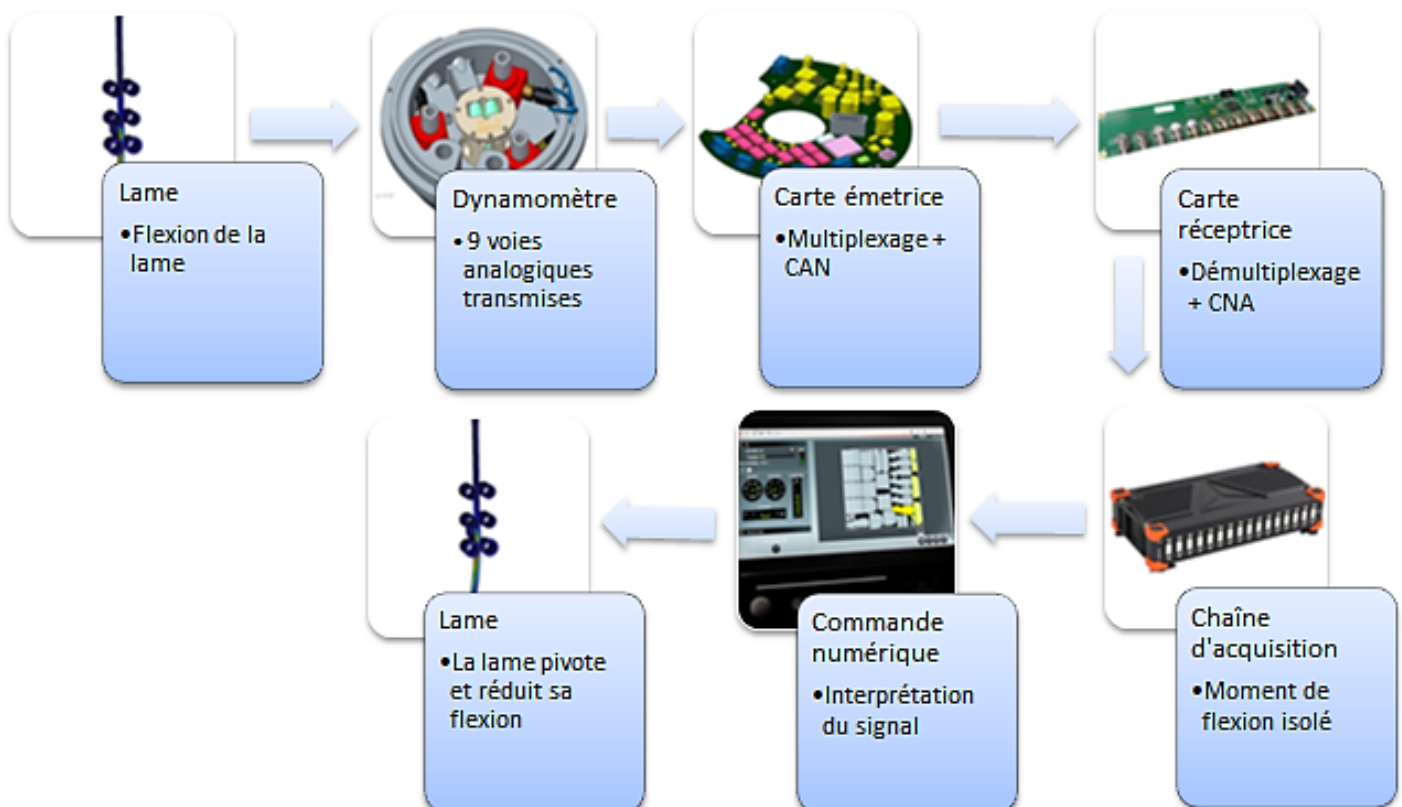 Lame
•Flexion de la
lame
Dynamomètre
•9 voies
analogiques
transmises
Carte émetrice
•Multiplexage +
CAN
Carte
réceptrice
•Démultiplexage
+ CNA
Lame
•La lame pivote
et réduit sa
flexion
Commande
numérique
•Interprétation
du signal
Chaîne
d'acquisition
•Moment de
flexion isolé